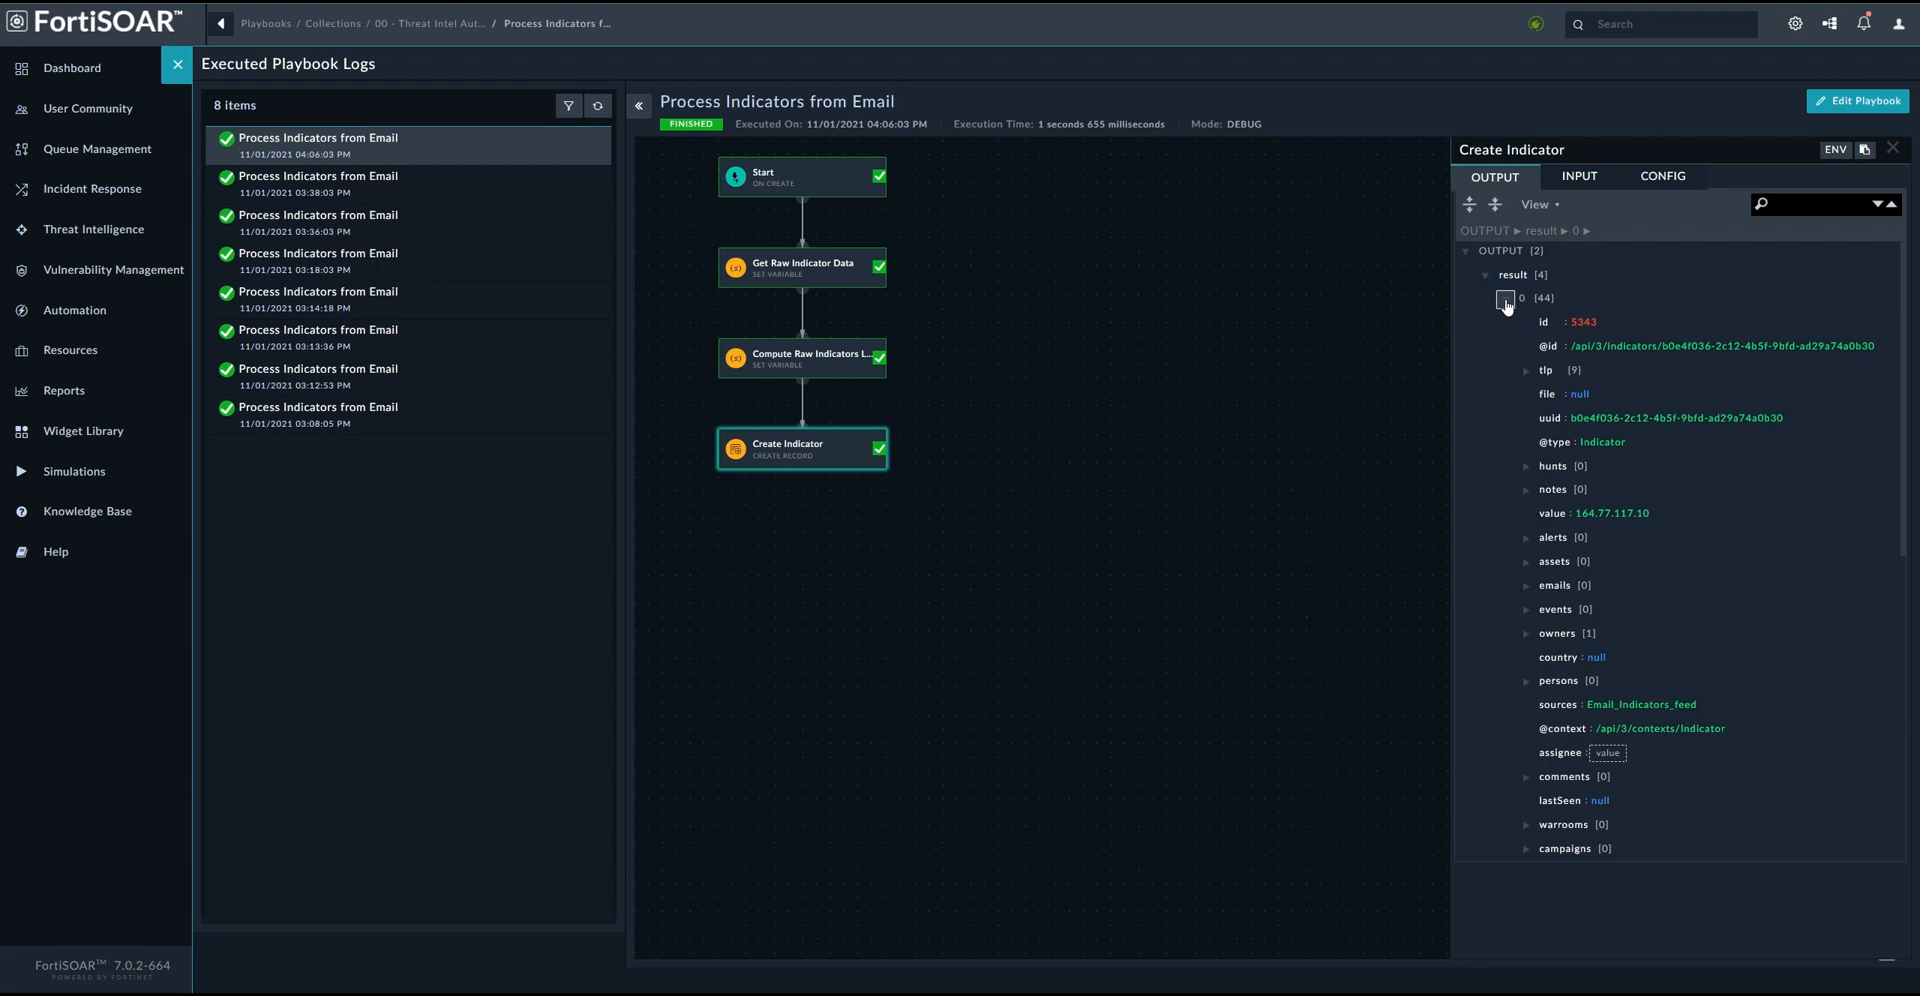 FortiSOAR™
Playbooks / Collections / 00 - Threat Intel Aut... / Process Indicators f...
Search
Dashboard
User Community
Queue Management
Incident Response
Threat Intelligence
Vulnerability Management
Automation
Resources
Reports
Widget Library
Simulations
Knowledge Base
Help
FortiSOAR™ 7.0.2-664
POWERED BY FORTINET
Executed Playbook Logs
8 items
Process Indicators from Email
11/01/2021 04:06:03 PM
Process Indicators from Email
11/01/2021 03:38:03 PM
Process Indicators from Email
11/01/2021 03:36:03 PM
Process Indicators from Email
11/01/2021 03:18:03 PM
Process Indicators from Email
11/01/2021 03:14:18 PM
Process Indicators from Email
11/01/2021 03:13:36 PM
Process Indicators from Email
11/01/2021 03:12:53 PM
Process Indicators from Email
11/01/2021 03:08:05 PM
Process Indicators from Email
Edit Playbook
FINISHED Executed On: 11/01/2021 04:06:03 PM Execution Time: 1 seconds 655 milliseconds Mode: DEBUG
Start
ON CREATE
Get Raw Indicator Data
SET VARIABLE
Compute Raw Indicators L...
SET VARIABLE
Create Indicator
CREATE RECORD
Create Indicator
ENV
OUTPUT INPUT CONFIG
View
OUTPUT ► result ► 0 ►
OUTPUT [2]
result [4]
0 [44]
id : 5343
@id : /api/3/indicators/b0e4f036-2c12-4b5f-9bfd-ad29a74a0b30
tlp [9]
file : null
uuid : b0e4f036-2c12-4b5f-9bfd-ad29a74a0b30
@type : Indicator
hunts [0]
notes [0]
value : 164.77.117.10
alerts [0]
assets [0]
emails [0]
events [0]
owners [1]
country : null
persons [0]
sources : Email_Indicators_feed
@context : /api/3/contexts/Indicator
assignee : value
comments [0]
lastSeen : null
warrooms [0]
campaigns [0]